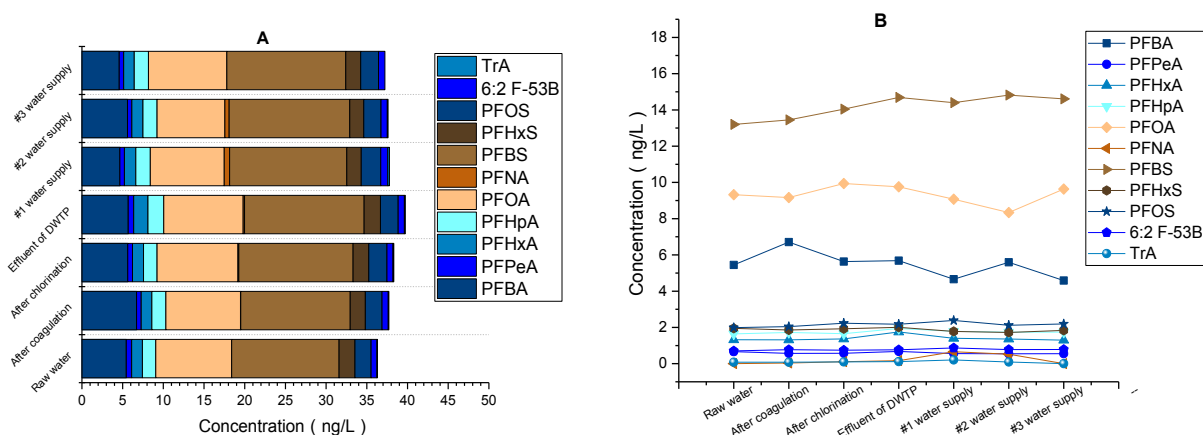 A
#3 water supply
#2 water supply
#1 water supply
Effluent of DWTP
After chlorination
After coagulation
Raw water
0 5 10 15 20 25 30 35 40 45 50
Concentration ( ng/L )
TrA
6:2 F-53B
PFOS
PFHxS
PFBS
PFNA
PFOA
PFHpA
PFHxA
PFPeA
PFBA
B
Concentration ( ng/L )
18
16
14
12
10
8
6
4
2
0
Raw water
After coagulation
After chlorination
Effluent of DWTP
#1 water supply
#2 water supply
#3 water supply
--
PFBA
PFPeA
PFHxA
PFHpA
PFOA
PFNA
PFBS
PFHxS
PFOS
6:2 F-53B
TrA